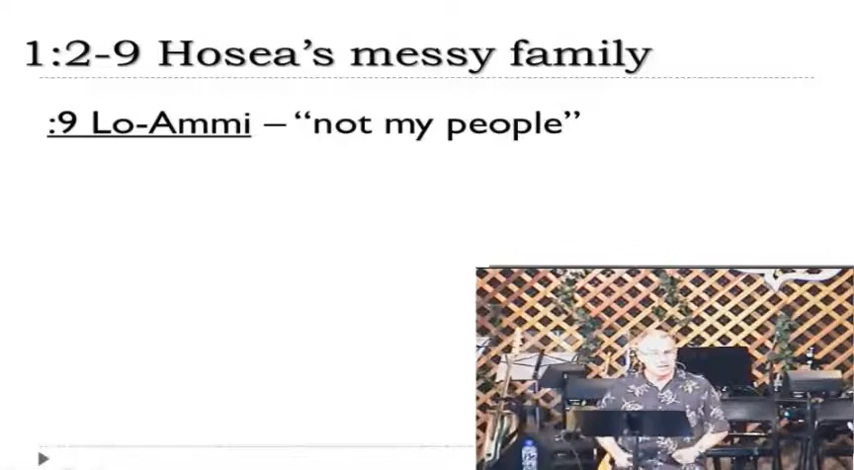 1:2-9 Hosea’s messy family
:9 Lo-Ammi – “not my people”